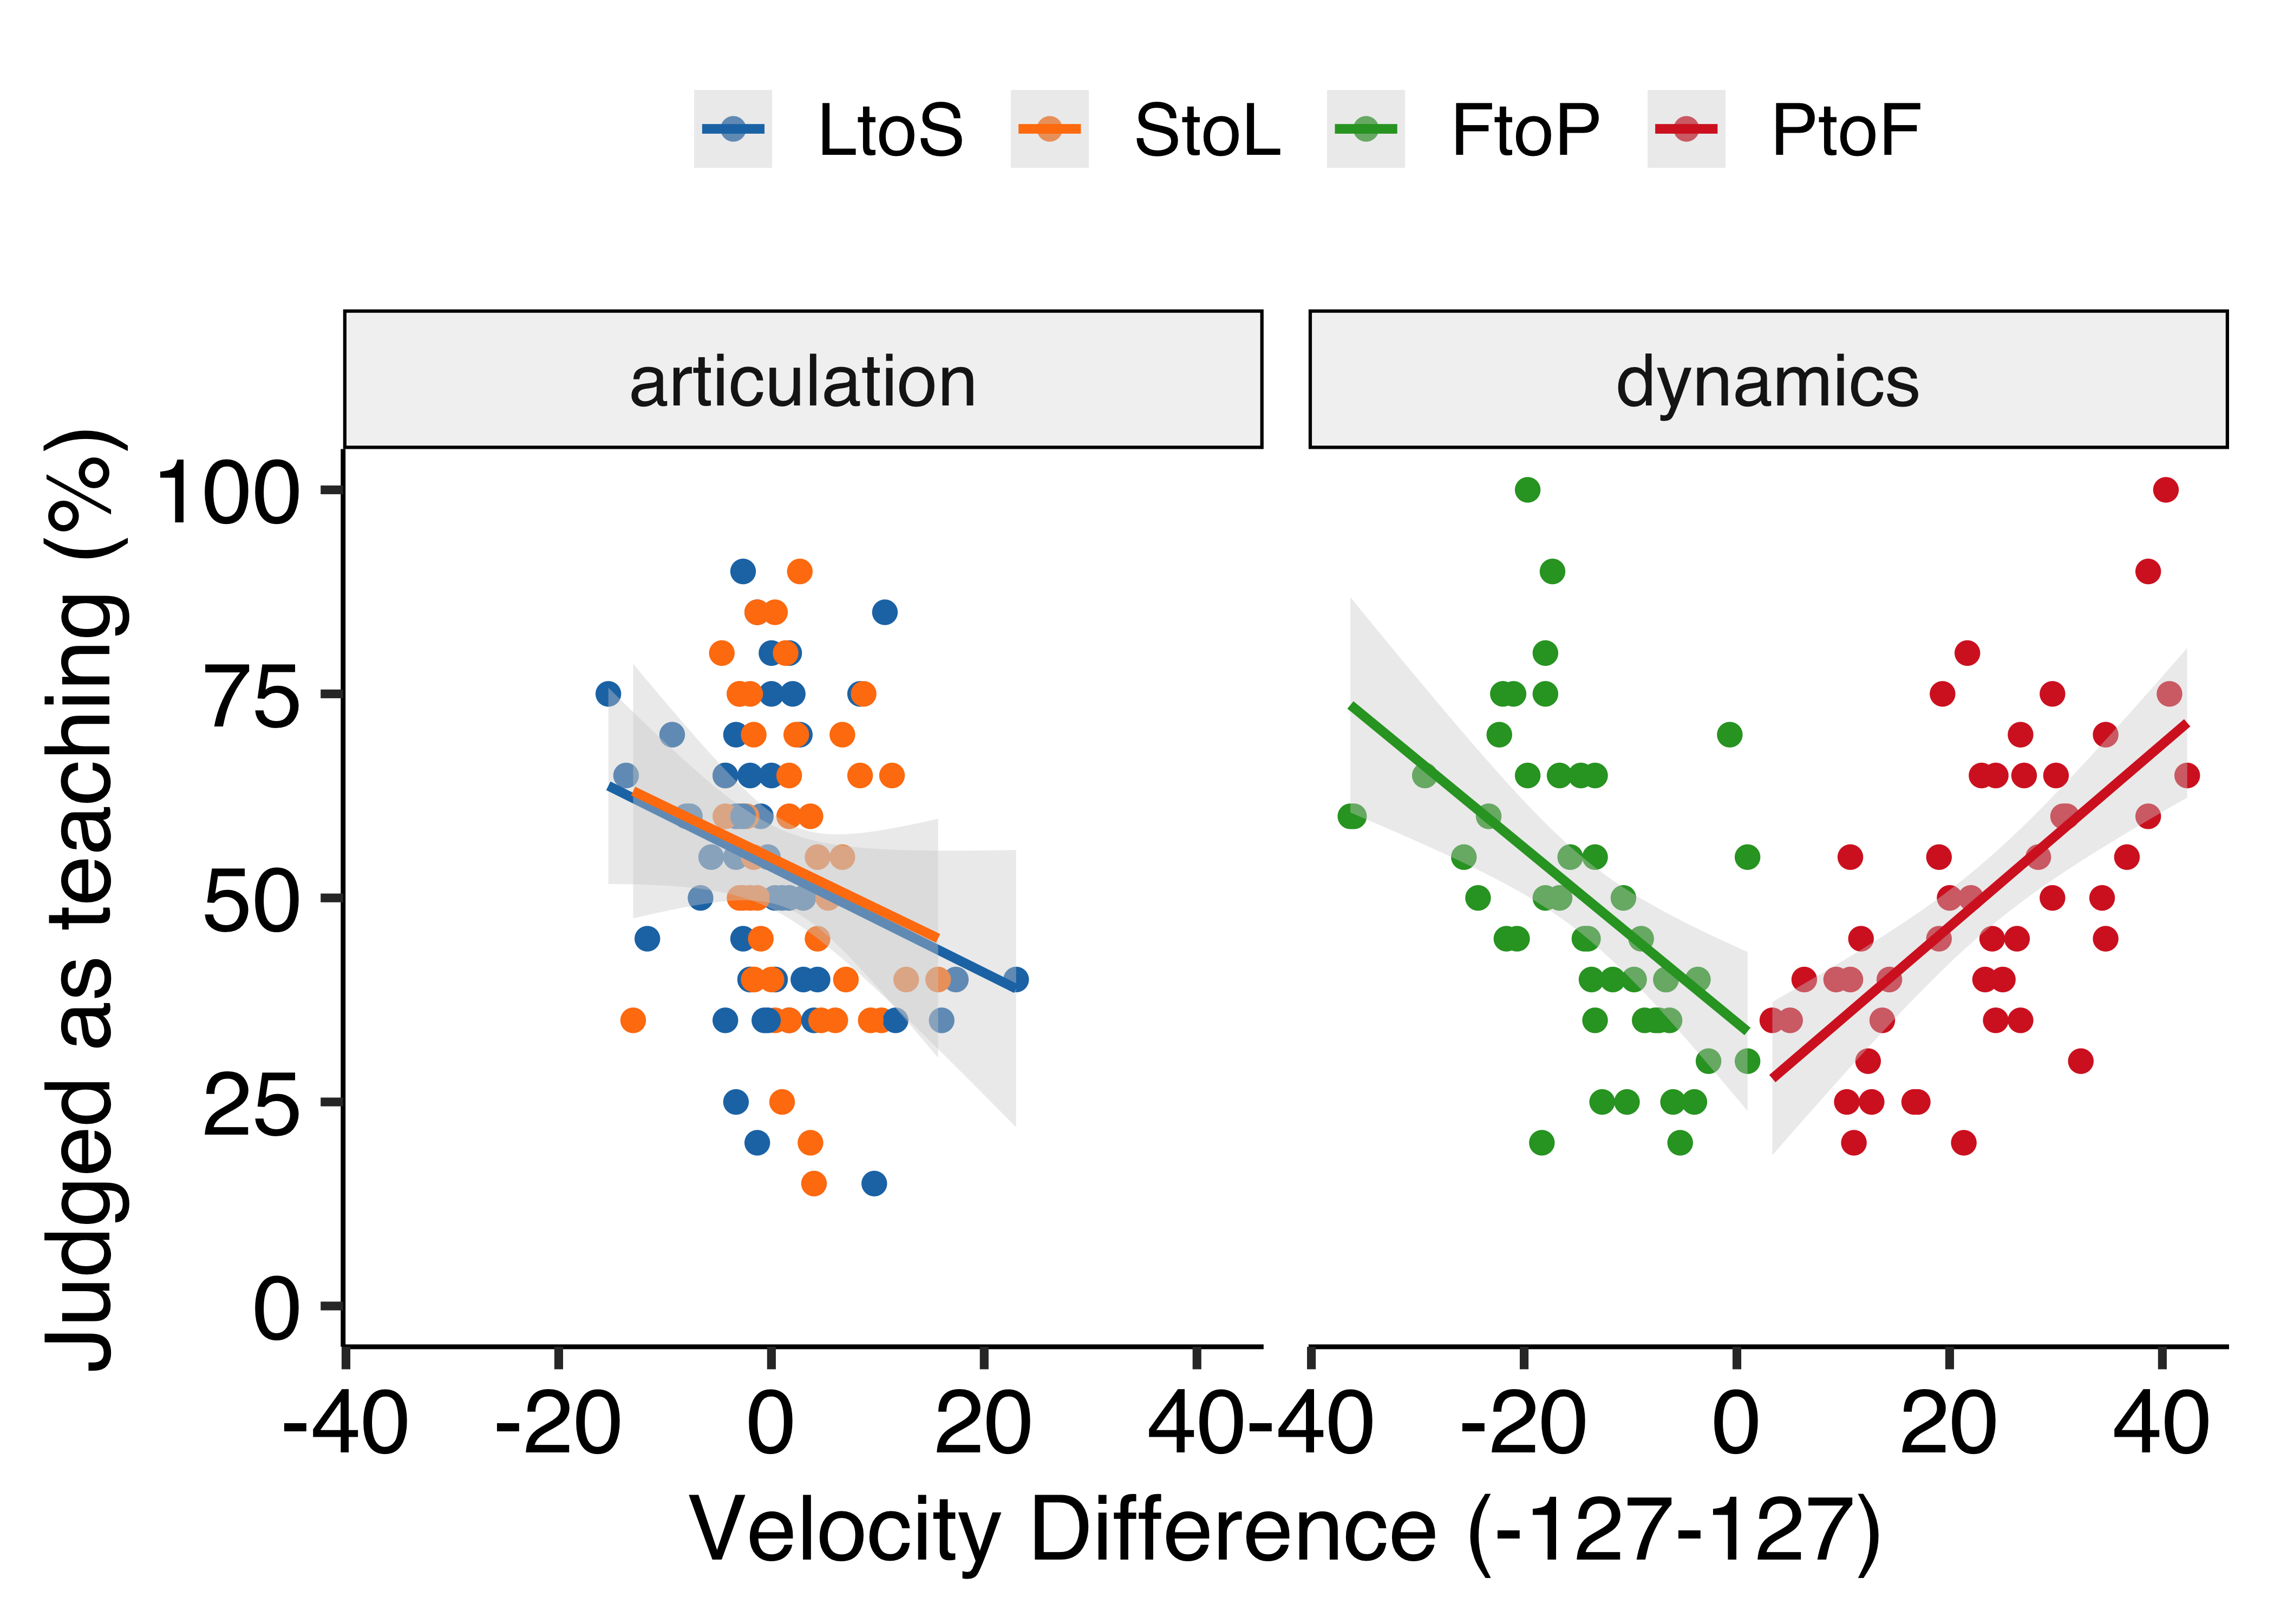 LtoS StoL FtoP PtoF
articulation dynamics
Judged as teaching (%)
100
75
50
25
0
-40 -20 0 20 40 -40 -20 0 20 40
Velocity Difference (-127-127)